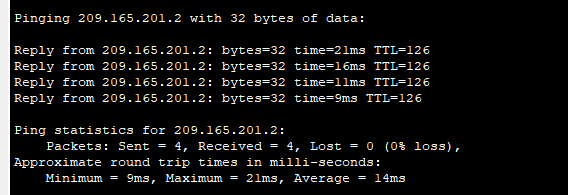 Pinging 209.165.201.2 with 32 bytes of data:
Reply from 209.165.201.2: bytes=32 time=21ms TTL=126
Reply from 209.165.201.2: bytes=32 time=16ms TTL=126
Reply from 209.165.201.2: bytes=32 time=11ms TTL=126
Reply from 209.165.201.2: bytes=32 time=9ms TTL=126
Ping statistics for 209.165.201.2:
Packets: Sent = 4, Received = 4, Lost = 0 (0% loss),
Approximate round trip times in milli-seconds:
Minimum = 9ms, Maximum = 21ms, Average = 14ms